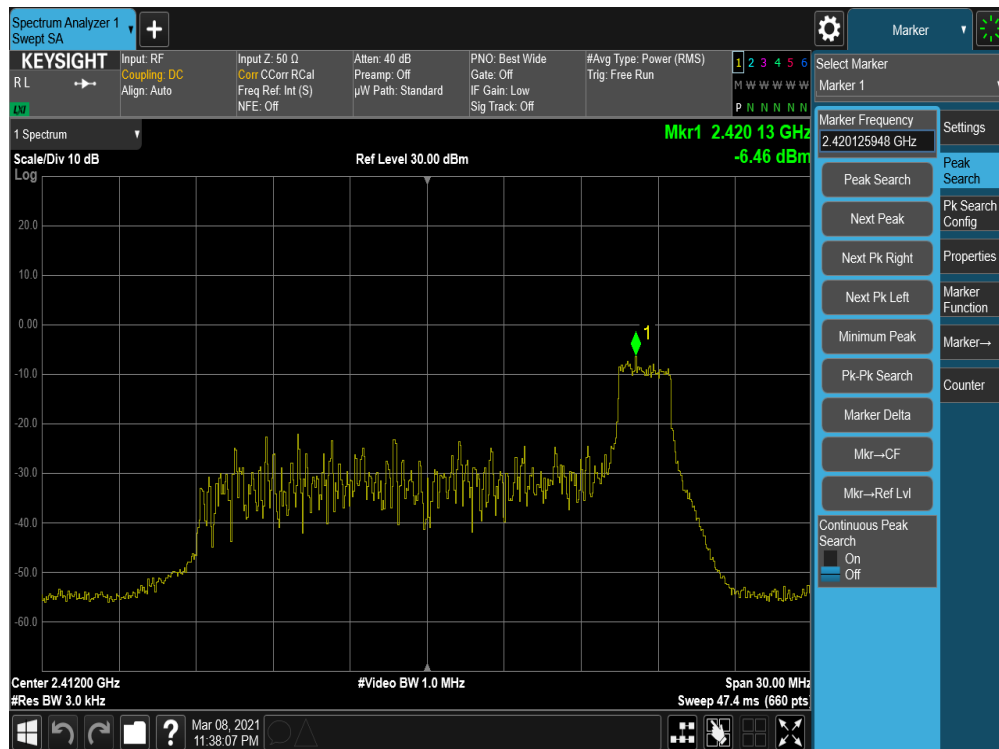 Spectrum Analyzer 1
Swept SA
+
Marker
KEYSIGHT
R L
LXI
Input: RF
Coupling: DC
Align: Auto
Input Z: 50 Ω
Corr CCorr RCal
Freq Ref: Int (S)
NFE: Off
Atten: 40 dB
Preamp: Off
µW Path: Standard
PNO: Best Wide
Gate: Off
IF Gain: Low
Sig Track: Off
#Avg Type: Power (RMS)
Trig: Free Run
1 2 3 4 5 6
M W W W W W
P N N N N N
Select Marker
Marker 1
1 Spectrum
Mkr1 2.420 13 GHz
-6.46 dBm
Scale/Div 10 dB
Ref Level 30.00 dBm
Log
20.0
10.0
0.00
-10.0
-20.0
-30.0
-40.0
-50.0
-60.0
1
Center 2.41200 GHz
#Video BW 1.0 MHz
Span 30.00 MHz
#Res BW 3.0 kHz
Sweep 47.4 ms (660 pts)
Marker Frequency
2.420125948 GHz
Peak Search
Next Peak
Next Pk Right
Next Pk Left
Minimum Peak
Pk-Pk Search
Marker Delta
Mkr→CF
Mkr→Ref Lvl
Continuous Peak
Search
On
Off
Settings
Peak
Search
Pk Search
Config
Properties
Marker
Function
Marker→
Counter
?
Mar 08, 2021
11:38:07 PM